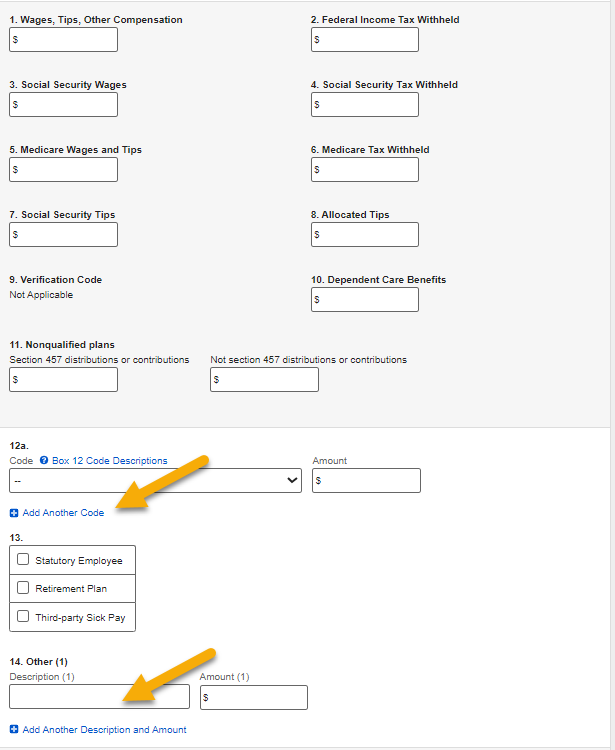 1. Wages, Tips, Other Compensation
$
2. Federal Income Tax Withheld
$
3. Social Security Wages
$
4. Social Security Tax Withheld
$
5. Medicare Wages and Tips
$
6. Medicare Tax Withheld
$
7. Social Security Tips
$
8. Allocated Tips
$
9. Verification Code
Not Applicable
10. Dependent Care Benefits
$
11. Nonqualified plans
Section 457 distributions or contributions
$
Not section 457 distributions or contributions
$
12a.
Code ? Box 12 Code Descriptions
--
Amount
$
+ Add Another Code
13.
Statutory Employee
Retirement Plan
Third-party Sick Pay
14. Other (1)
Description (1)
Amount (1)
$
+ Add Another Description and Amount